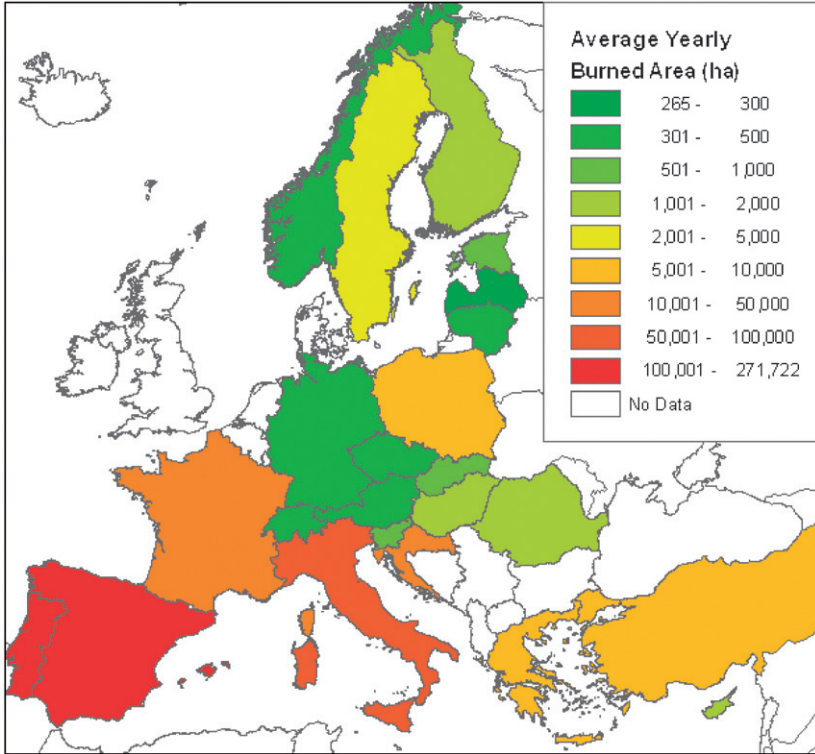 Average Yearly
Burned Area (ha)
265 - 300
301 - 500
501 - 1,000
1,001 - 2,000
2,001 - 5,000
5,001 - 10,000
10,001 - 50,000
50,001 - 100,000
100,001 - 271,722
No Data